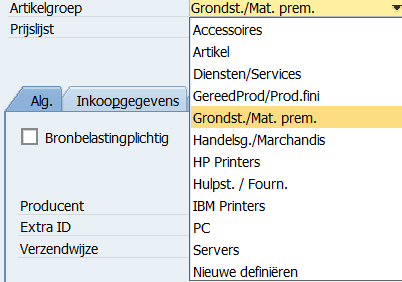 Artikelgroep Grondst./Mat. prem.
Prijslijst Accessoires
Artikel
Diensten/Services
Alg. Inkoopgegevens GereedProd/Prod.fini
Grondst./Mat. prem.
Bronbelastingplichtig Handelsg./Marchandis
HP Printers
Hulpst. / Fourn.
Producent IBM Printers
Extra ID PC
Verzendwijze Servers
Nieuwe definiëren